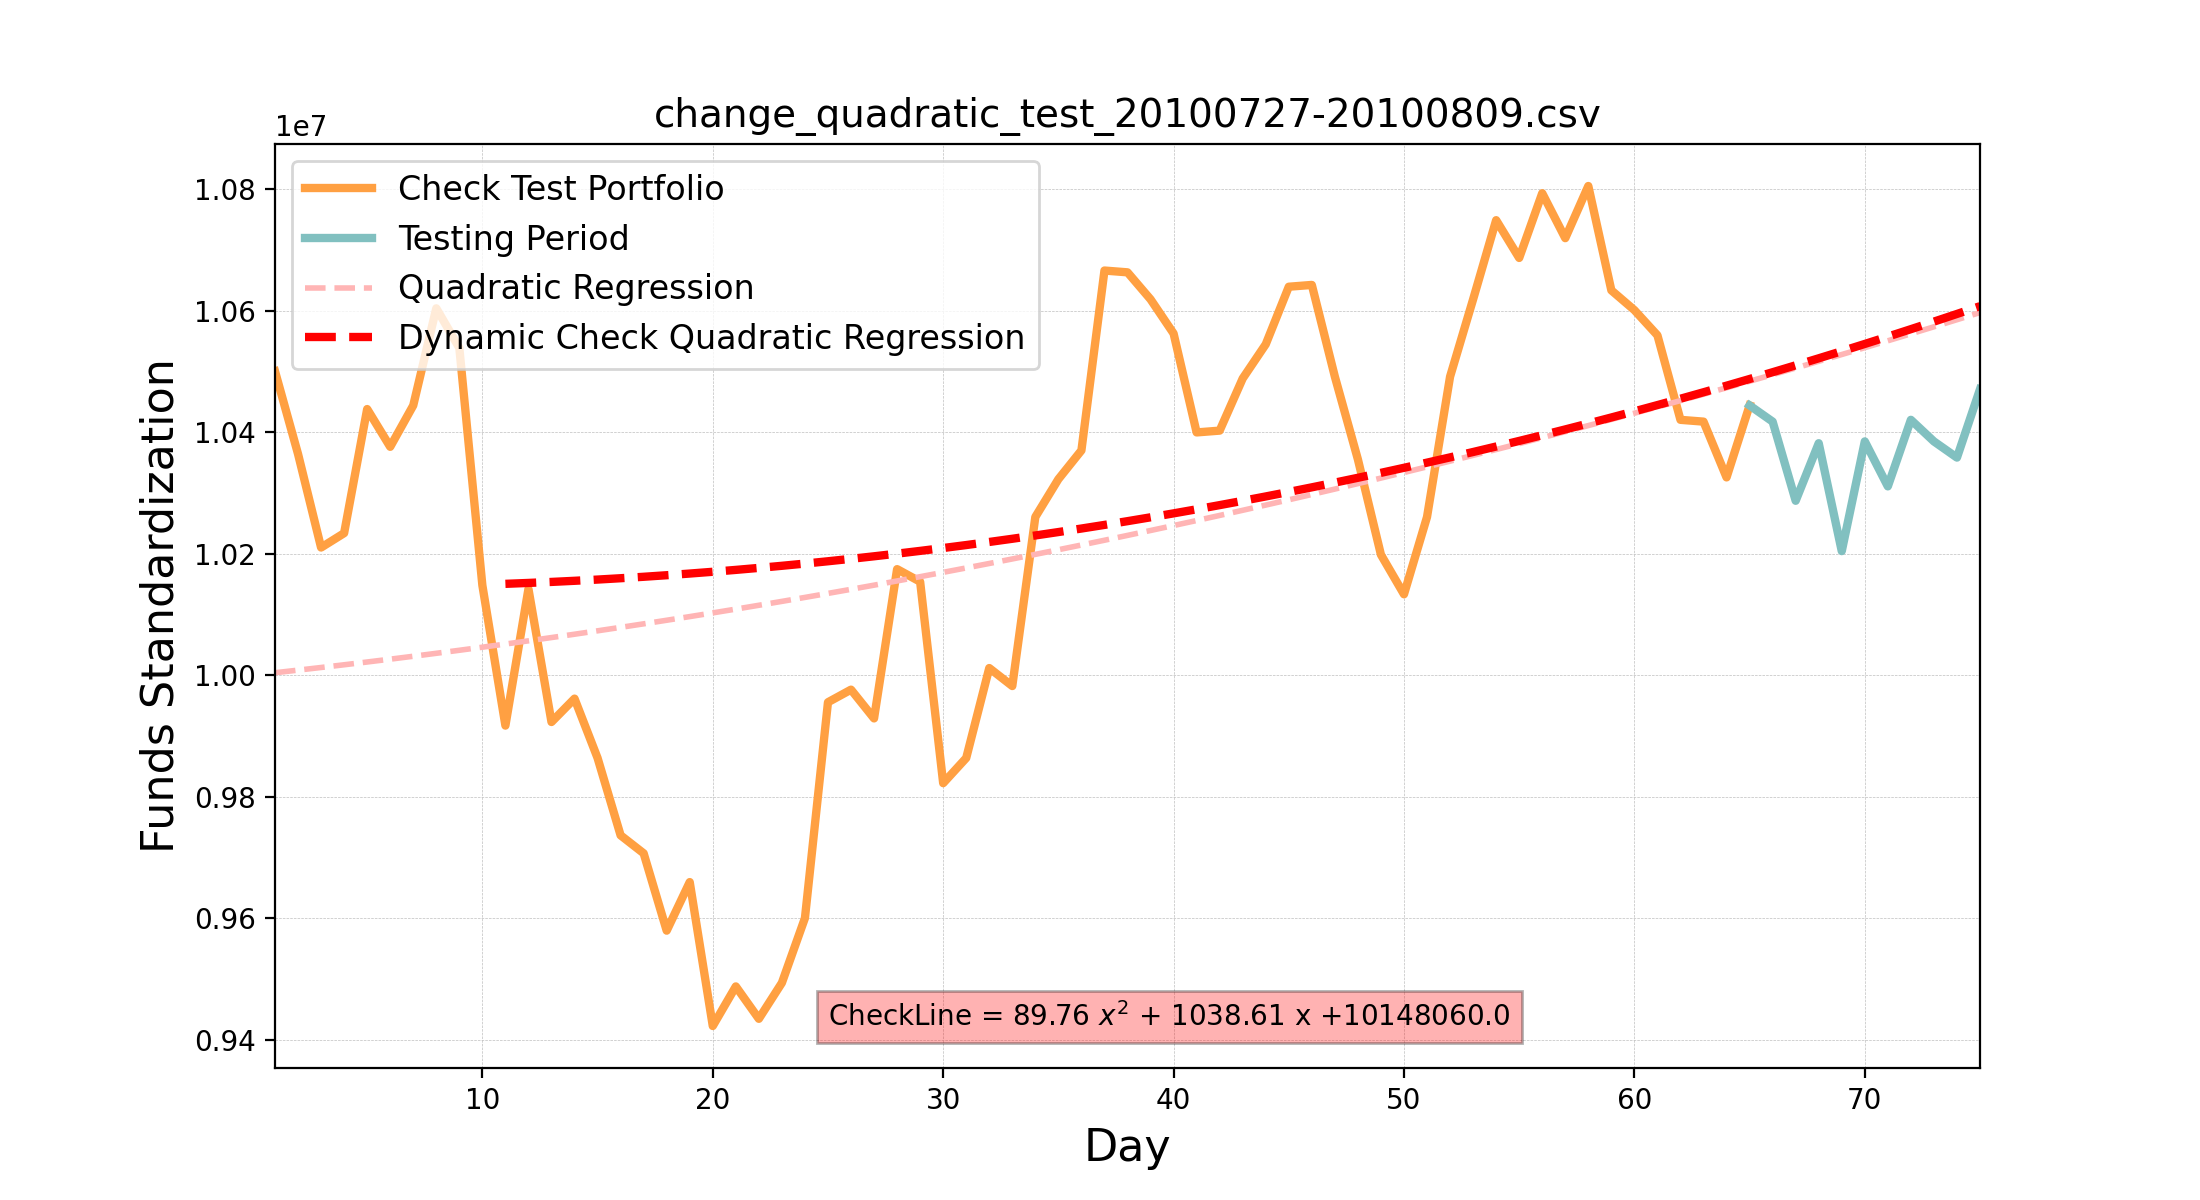 change_quadratic_test_20100727-20100809.csv
1e7
Check Test Portfolio
Testing Period
Quadratic Regression
Dynamic Check Quadratic Regression
1.08
1.06
1.04
1.02
1.00
0.98
0.96
0.94
Funds Standardization
CheckLine = 89.76 x² + 1038.61 x +10148060.0
10 20 30 40 50 60 70
Day